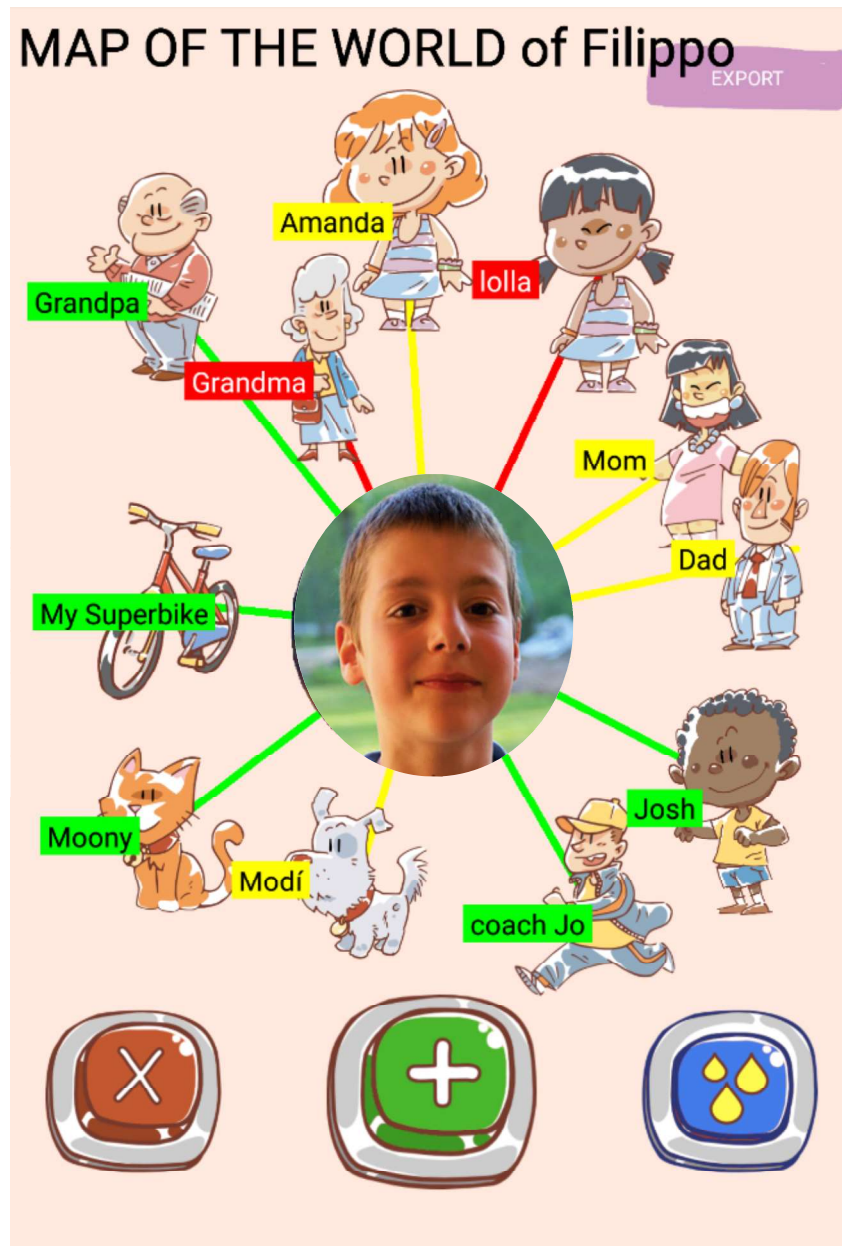 MAP OF THE WORLD of Filippo
EXPORT
Amanda
lolla
Grandpa
Grandma
Mom
Dad
My Superbike
Josh
Moony
Modí
coach Jo